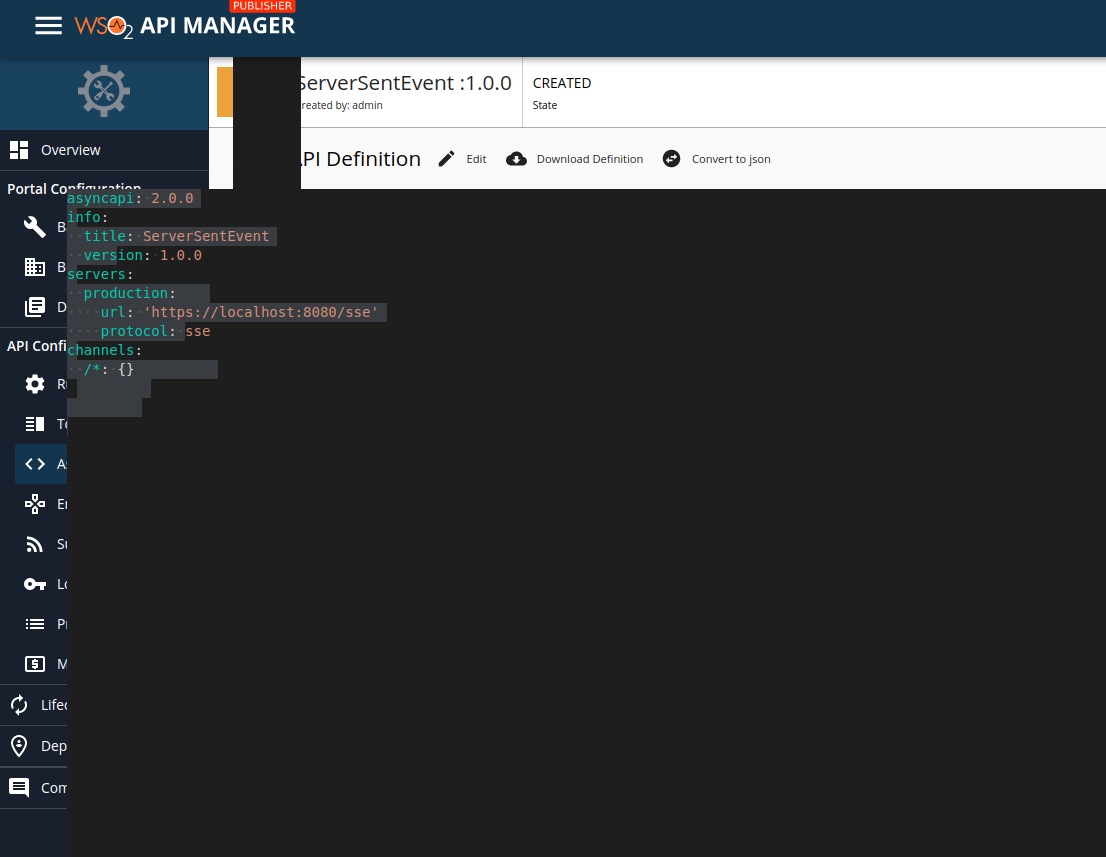 PUBLISHER
WSO2 API MANAGER
ServerSentEvent :1.0.0
reated by: admin
CREATED
State
Overview
PI Definition
Edit
Download Definition
Convert to json
Portal Configuration
B
B
D
API Confi
R
To
A
E
S
Lo
P
M
Lifec
Dep
Com
asyncapi: 2.0.0
info:
title: ServerSentEvent
version: 1.0.0
servers:
production:
url: 'https://localhost:8080/sse'
protocol: sse
channels:
/*: {}